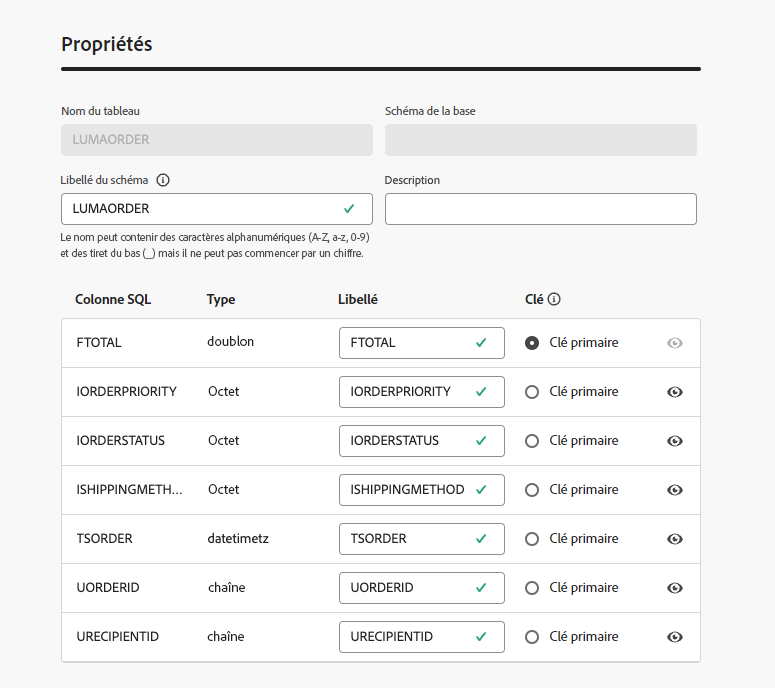 Propriétés
Nom du tableau
Schéma de la base
LUMAORDER
Libellé du schéma
Description
LUMAORDER
Le nom peut contenir des caractères alphanumériques (A-Z, a-z, 0-9)
et des tiret du bas (_) mais il ne peut pas commencer par un chiffre.
Colonne SQL Type Libellé Clé
FTOTAL doublon FTOTAL Clé primaire
IORDERPRIORITY Octet IORDERPRIORITY Clé primaire
IORDERSTATUS Octet IORDERSTATUS Clé primaire
ISHIPPINGMETH... Octet ISHIPPINGMETHOD Clé primaire
TSORDER datetimetz TSORDER Clé primaire
UORDERID chaîne UORDERID Clé primaire
URECIPIENTID chaîne URECIPIENTID Clé primaire